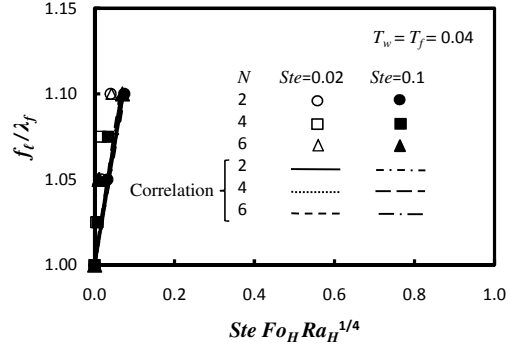 1.15
T_w = T_f = 0.04
N Ste=0.02 Ste=0.1
1.10
2
4
6
f_ℓ/λ_f
Correlation
2
1.05
4
6
1.00
0.0 0.2 0.4 0.6 0.8 1.0
Ste Fo_H Ra_H^1/4